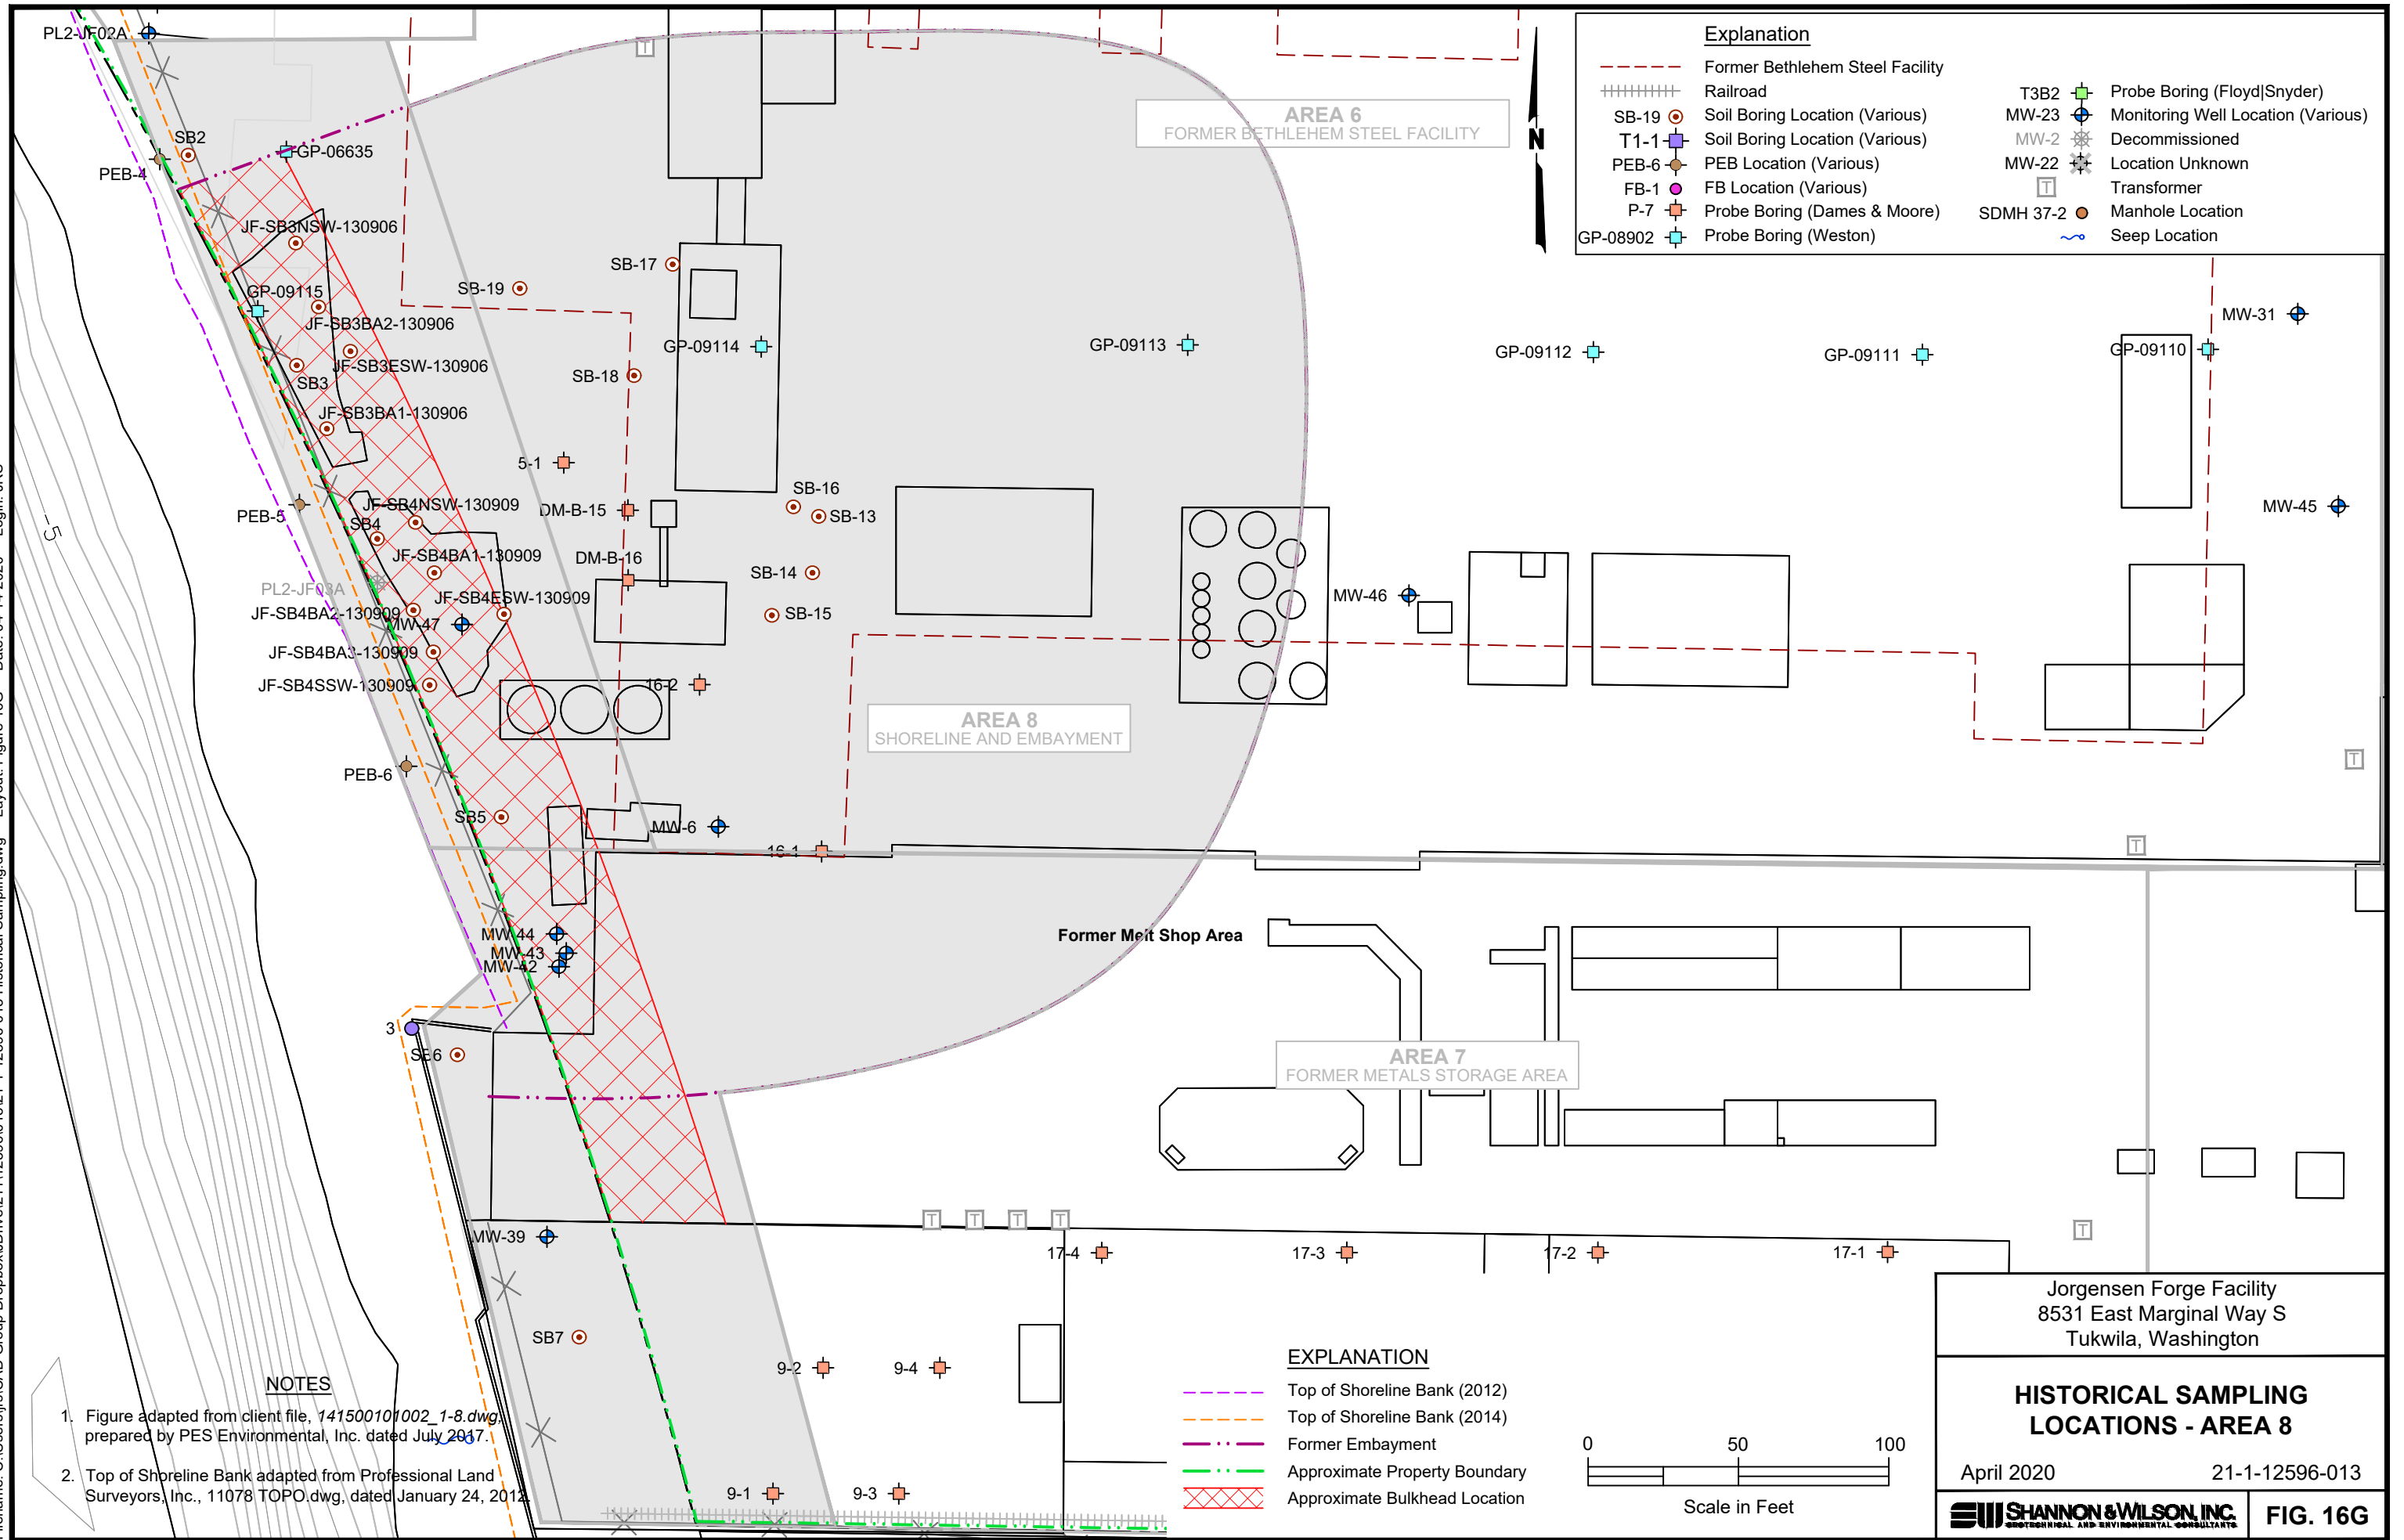 PL2-JF02A
SB2
PEB-4
GP-06635
JF-SB3NSW-130906
GP-09115
JF-SB3BA2-130906
JF-SB3ESW-130906
SB3
JF-SB3BA1-130906
SB-17
SB-19
GP-09114
SB-18
5-1
DM-B-15
DM-B-16
SB-16
SB-13
SB-14
SB-15
16-2
PEB-5
JF-SB4NSW-130909
SB4
JF-SB4BA1-130909
PL2-JF03A
JF-SB4ESW-130909
JF-SB4BA2-130909
MW-47
JF-SB4BA3-130909
JF-SB4SSW-130909
PEB-6
SB5
MW-6
16-1
MW-44
MW-43
MW-42
3
SB6
MW-39
SB7
-5
T
AREA 6
FORMER BETHLEHEM STEEL FACILITY
N
GP-09113
GP-09112
GP-09111
GP-09110
MW-31
MW-45
MW-46
AREA 8
SHORELINE AND EMBAYMENT
T
T
Former Melt Shop Area
AREA 7
FORMER METALS STORAGE AREA
T
T
T
T
T
17-4
17-3
17-2
17-1
9-2
9-4
9-1
9-3
Explanation
Former Bethlehem Steel Facility
Railroad
SB-19 Soil Boring Location (Various)
T1-1 Soil Boring Location (Various)
PEB-6 PEB Location (Various)
FB-1 FB Location (Various)
P-7 Probe Boring (Dames & Moore)
GP-08902 Probe Boring (Weston)
T3B2 Probe Boring (Floyd|Snyder)
MW-23 Monitoring Well Location (Various)
MW-2 Decommissioned
MW-22 Location Unknown
T Transformer
SDMH 37-2 Manhole Location
Seep Location
NOTES
1. Figure adapted from client file, 141500101002_1-8.dwg,
prepared by PES Environmental, Inc. dated July 2017.
2. Top of Shoreline Bank adapted from Professional Land
Surveyors, Inc., 11078 TOPO.dwg, dated January 24, 2012.
EXPLANATION
Top of Shoreline Bank (2012)
Top of Shoreline Bank (2014)
Former Embayment
Approximate Property Boundary
Approximate Bulkhead Location
0 50 100
Scale in Feet
Jorgensen Forge Facility
8531 East Marginal Way S
Tukwila, Washington
HISTORICAL SAMPLING
LOCATIONS - AREA 8
April 2020 21-1-12596-013
SHANNON & WILSON, INC.
GEOTECHNICAL AND ENVIRONMENTAL CONSULTANTS
FIG. 16G